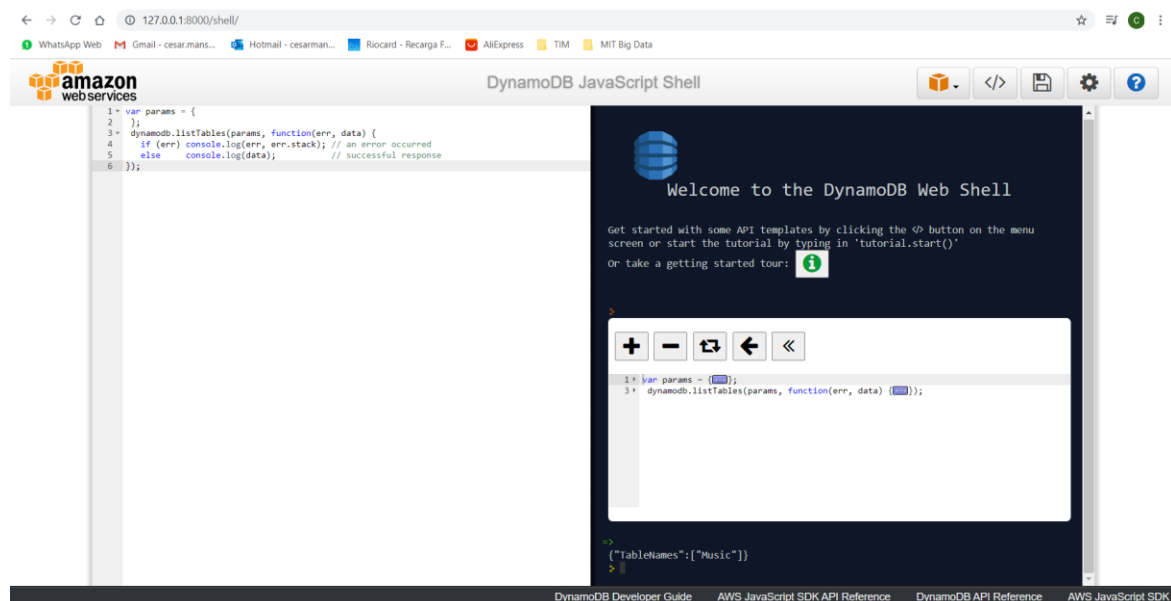 127.0.0.1:8000/shell/
C
WhatsApp Web Gmail - cesar.mans... Hotmail - cesarman... Riocard - Recarga F... AliExpress TIM MIT Big Data
amazon
webservices
DynamoDB JavaScript Shell
</>
1 var params = {
2 };
3 dynamodb.listTables(params, function(err, data) {
4 if (err) console.log(err, err.stack); // an error occurred
5 else console.log(data); // successful response
6 });
Welcome to the DynamoDB Web Shell
Get started with some API templates by clicking the </> button on the menu
screen or start the tutorial by typing in 'tutorial.start()'
Or take a getting started tour:
>
1 var params = {};
3 dynamodb.listTables(params, function(err, data) {});
=>
{"TableNames":["Music"]}
>
DynamoDB Developer Guide AWS JavaScript SDK API Reference DynamoDB API Reference AWS JavaScript SDK